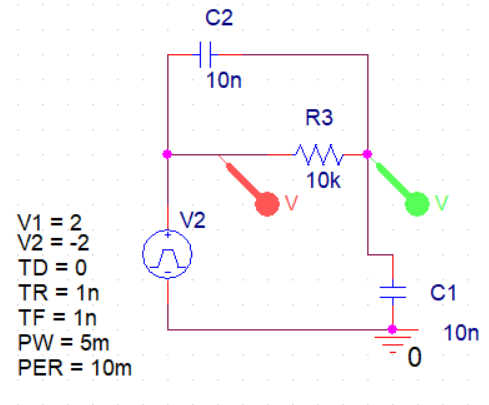 C2
10n
R3
10k
V
V
V2
V1 = 2
V2 = -2
TD = 0
TR = 1n
TF = 1n
PW = 5m
PER = 10m
C1
10n
0